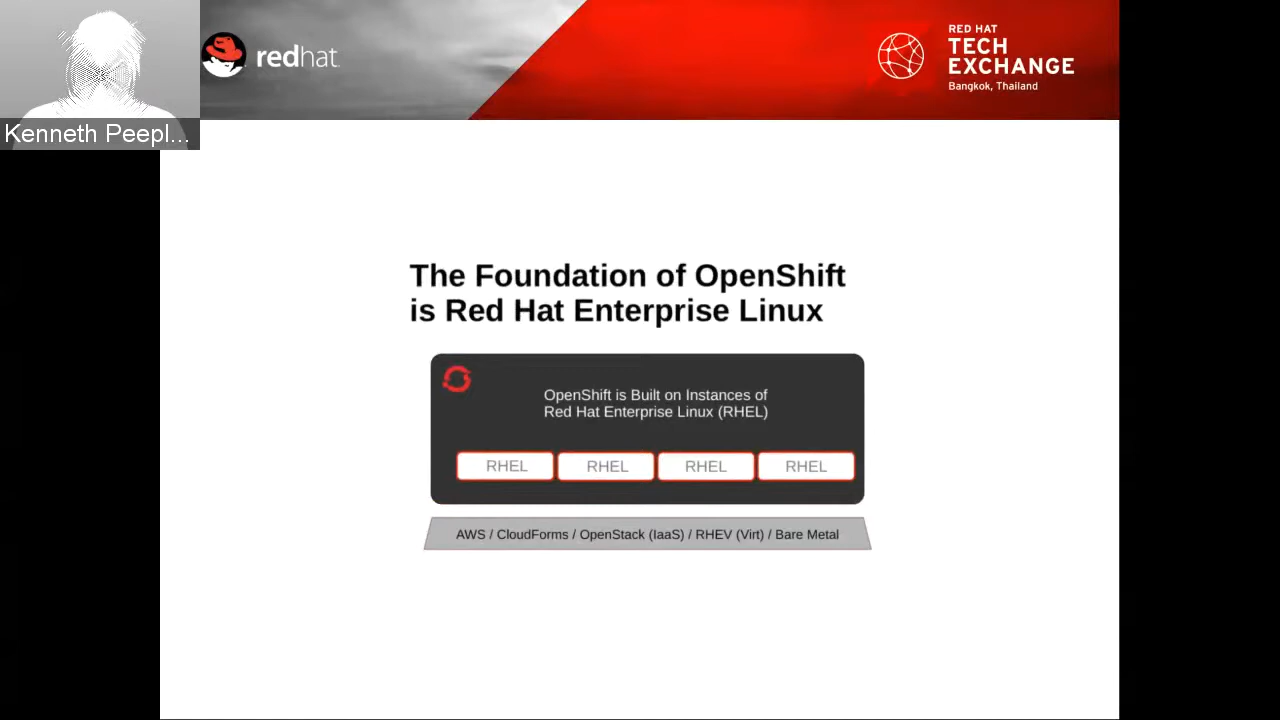 redhat.
RED HAT
TECH
EXCHANGE
Bangkok, Thailand
Kenneth Peepl...
The Foundation of OpenShift
is Red Hat Enterprise Linux
OpenShift is Built on Instances of
Red Hat Enterprise Linux (RHEL)
RHEL RHEL RHEL RHEL
AWS / CloudForms / OpenStack (IaaS) / RHEV (Virt) / Bare Metal